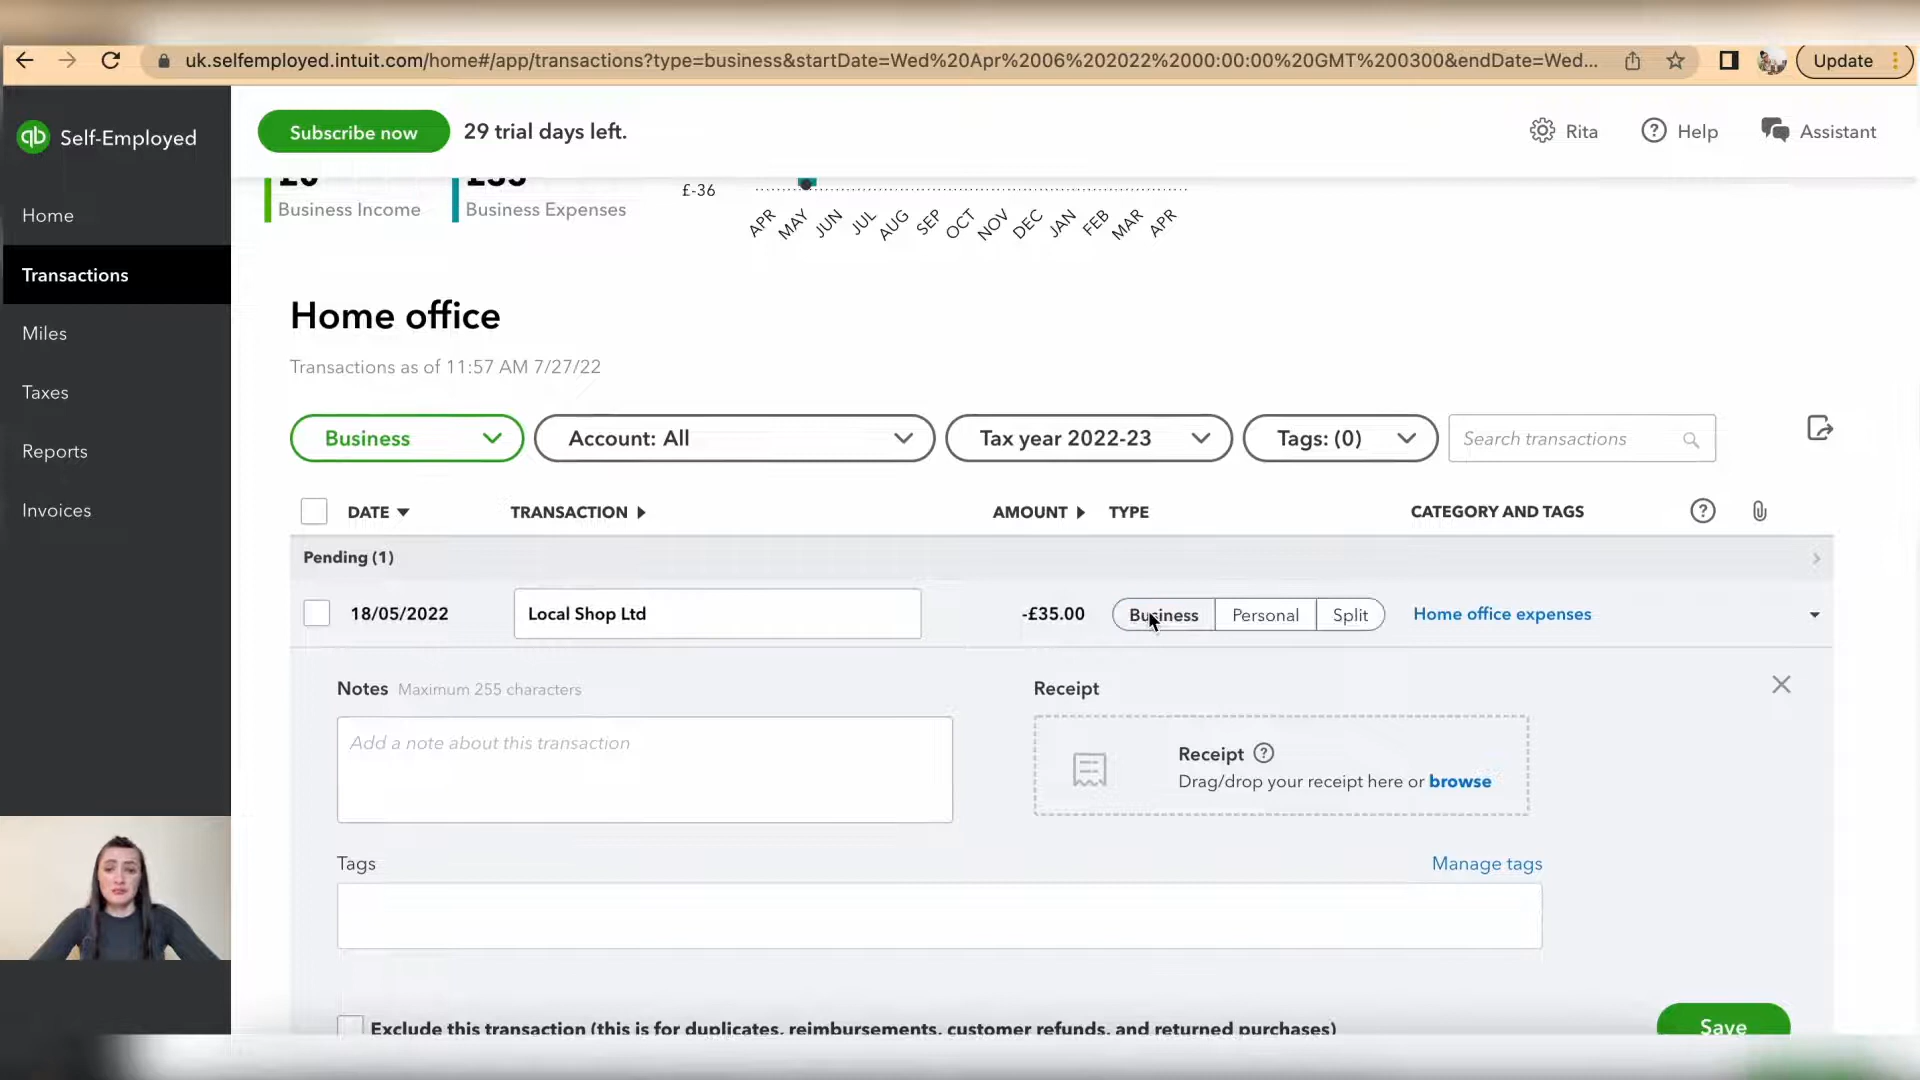 uk.selfemployed.intuit.com/home#/app/transactions?type=business&startDate=Wed%20Apr%2006%202022%2000:00:00%20GMT%200300&endDate=Wed...
Update
qb Self-Employed
Subscribe now
29 trial days left.
Rita
Help
Assistant
Home
Transactions
Miles
Taxes
Reports
Invoices
Business Income
Business Expenses
£-36
APR MAY JUN JUL AUG SEP OCT NOV DEC JAN FEB MAR APR
Home office
Transactions as of 11:57 AM 7/27/22
Business
Account: All
Tax year 2022-23
Tags: (0)
Search transactions
DATE TRANSACTION AMOUNT TYPE CATEGORY AND TAGS
Pending (1)
18/05/2022 Local Shop Ltd -£35.00 Business Personal Split Home office expenses
Notes Maximum 255 characters
Add a note about this transaction
Receipt
Receipt
Drag/drop your receipt here or browse
Tags
Manage tags
Exclude this transaction (this is for duplicates, reimbursements, customer refunds, and returned purchases)
Save